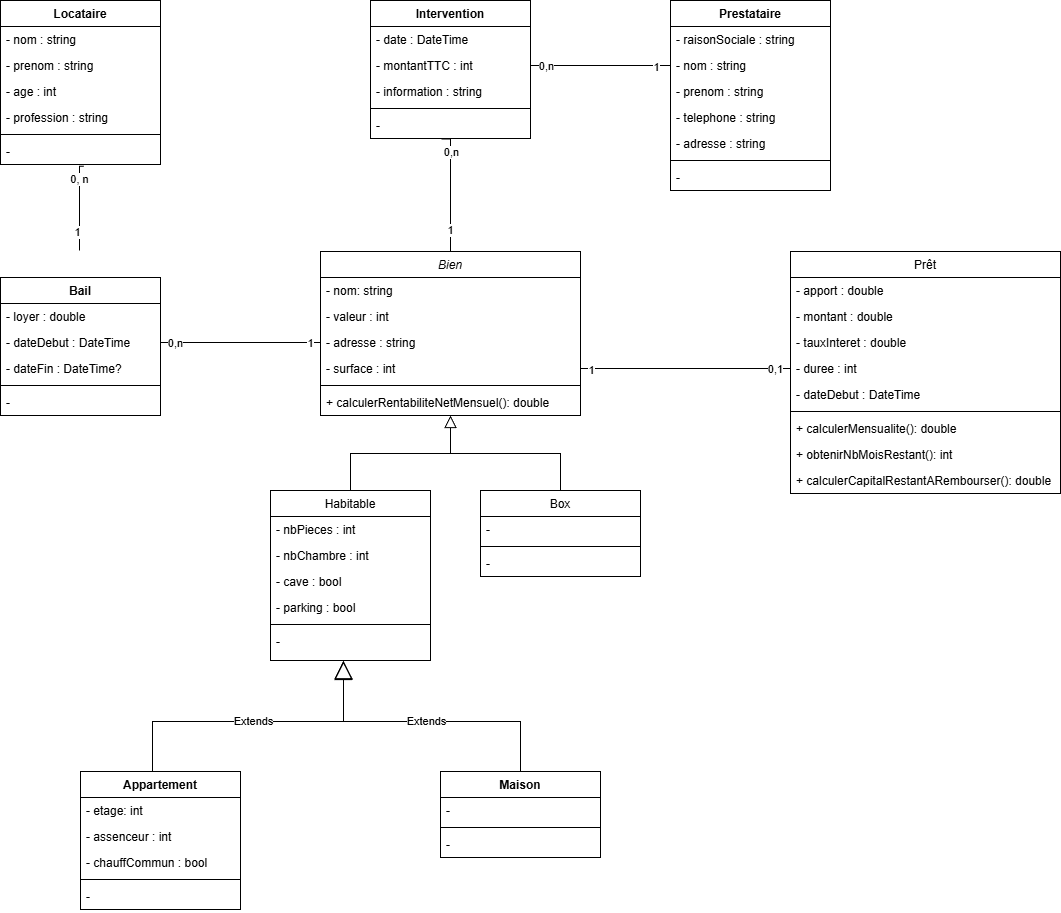 Locataire
- nom : string
- prenom : string
- age : int
- profession : string
-
0, n
1
Intervention
- date : DateTime
- montantTTC : int
- information : string
-
0,n
1
Prestataire
- raisonSociale : string
- nom : string
- prenom : string
- telephone : string
- adresse : string
-
0,n
1
Bail
- loyer : double
- dateDebut : DateTime
- dateFin : DateTime?
-
0,n
1
Bien
- nom: string
- valeur : int
- adresse : string
- surface : int
+ calculerRentabiliteNetMensuel(): double
1
0,1
Prêt
- apport : double
- montant : double
- tauxInteret : double
- duree : int
- dateDebut : DateTime
+ calculerMensualite(): double
+ obtenirNbMoisRestant(): int
+ calculerCapitalRestantARembourser(): double
Habitable
- nbPieces : int
- nbChambre : int
- cave : bool
- parking : bool
-
Box
-
-
Extends
Extends
Appartement
- etage: int
- assenceur : int
- chauffCommun : bool
-
Maison
-
-